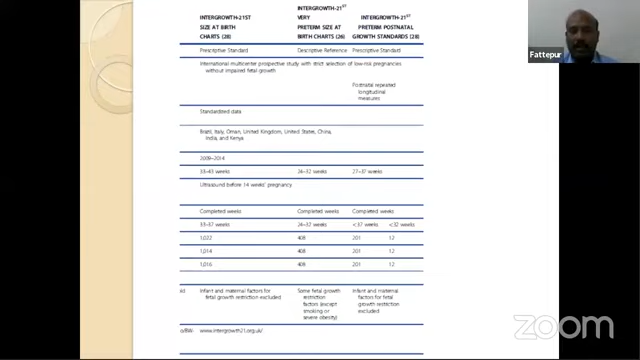 INTERGROWTH-21ST
SIZE AT BIRTH
CHARTS (28)
INTERGROWTH-21ST
VERY
PRETERM SIZE AT
BIRTH CHARTS (26)
INTERGROWTH-21ST
PRETERM POSTNATAL
GROWTH STANDARDS (28)
Prescriptive Standard Descriptive Reference Prescriptive Standard
International multicenter prospective study with strict selection of low-risk pregnancies
without impaired fetal growth
Postnatal repeated
longitudinal
measures
Standardized data
Brazil, Italy, Oman, United Kingdom, United States, China,
India, and Kenya
2009–2014
33–43 weeks 24–32 weeks 27–37 weeks
Ultrasound before 14 weeks' pregnancy
Completed weeks Completed weeks Completed weeks
33–37 weeks 24–32 weeks <37 weeks <32 weeks
1,022 408 201 12
1,014 408 201 12
1,016 408 201 12
Infant and maternal factors for
fetal growth restriction excluded
Some fetal growth
restriction
factors (except
smoking or
severe obesity)
Infant and maternal
factors for fetal
growth restriction
excluded
www.intergrowth21.org.uk/
Fattepur
zoom